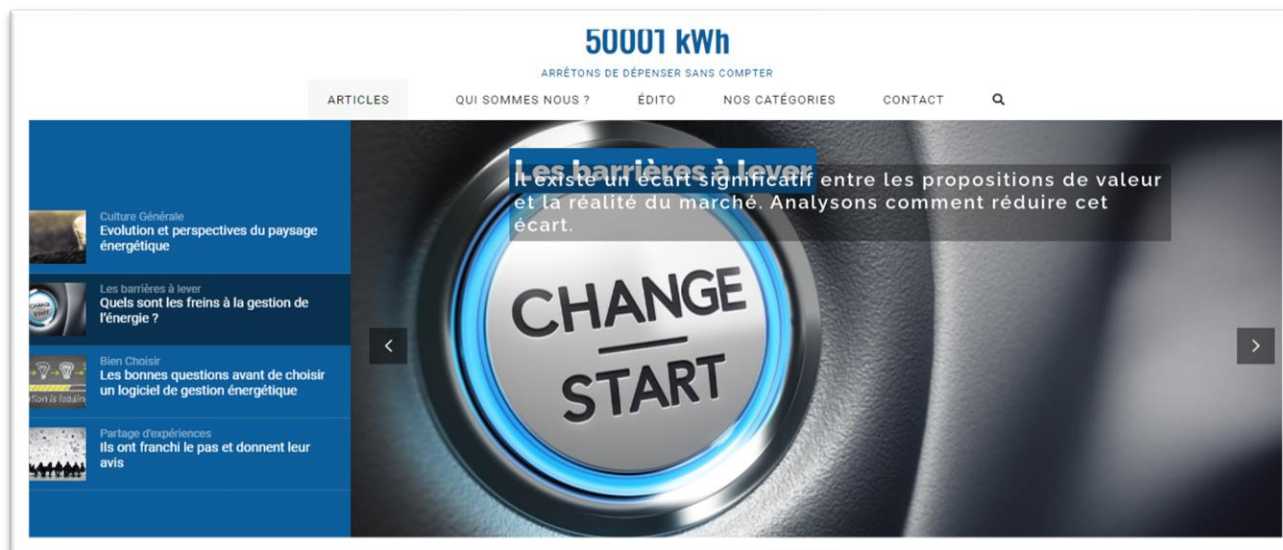 50001 kWh
ARRÊTONS DE DÉPENSER SANS COMPTER
ARTICLES QUI SOMMES NOUS ? ÉDITO NOS CATÉGORIES CONTACT
Culture Générale
Evolution et perspectives du paysage
énergétique
Les barrières à lever
Quels sont les freins à la gestion de
l'énergie ?
Bien Choisir
Les bonnes questions avant de choisir
un logiciel de gestion énergétique
Partage d'expériences
Ils ont franchi le pas et donnent leur
avis
Les barrières à lever
Il existe un écart significatif entre les propositions de valeur
et la réalité du marché. Analysons comment réduire cet
écart.
CHANGE
START